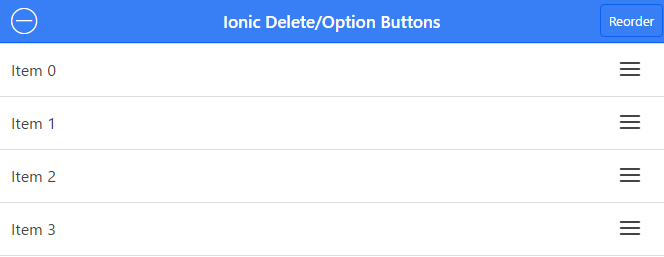 Ionic Delete/Option Buttons
Reorder
Item 0
Item 1
Item 2
Item 3